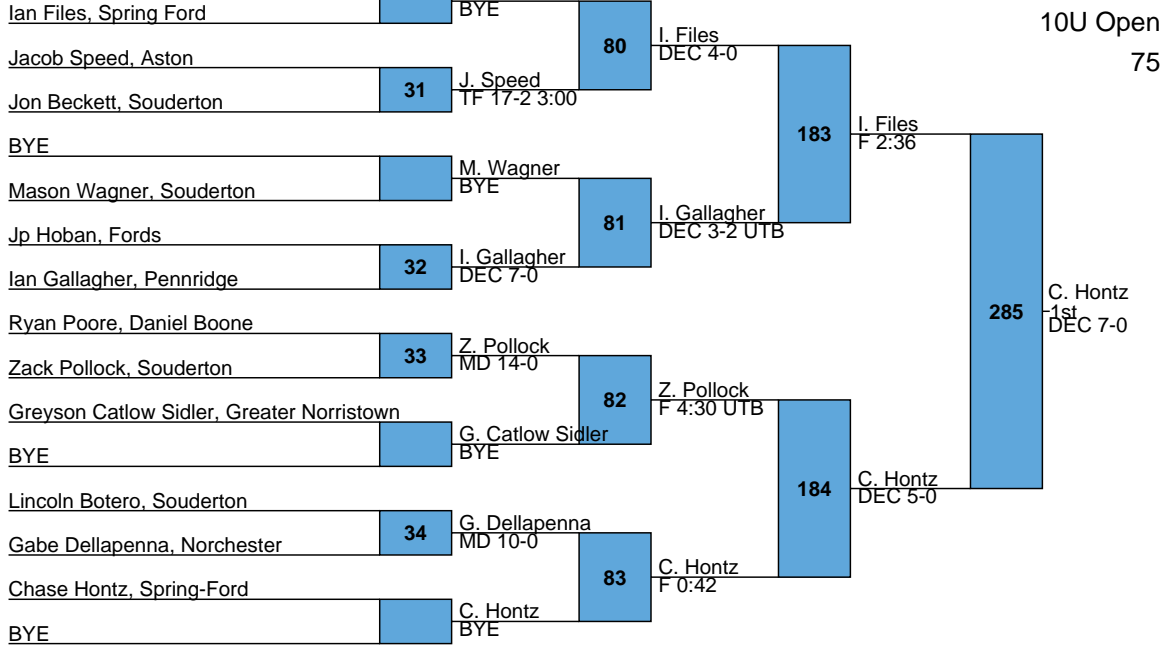 Ian Files, Spring Ford
BYE
10U Open
75
80
I. Files
DEC 4-0
Jacob Speed, Aston
31
J. Speed
TF 17-2 3:00
Jon Beckett, Souderton
183
I. Files
F 2:36
BYE
M. Wagner
BYE
Mason Wagner, Souderton
81
I. Gallagher
DEC 3-2 UTB
Jp Hoban, Fords
32
I. Gallagher
DEC 7-0
Ian Gallagher, Pennridge
285
C. Hontz
1st
DEC 7-0
Ryan Poore, Daniel Boone
33
Z. Pollock
MD 14-0
Zack Pollock, Souderton
82
Z. Pollock
F 4:30 UTB
Greyson Catlow Sidler, Greater Norristown
G. Catlow Sidler
BYE
BYE
184
C. Hontz
DEC 5-0
Lincoln Botero, Souderton
34
G. Dellapenna
MD 10-0
Gabe Dellapenna, Norchester
83
C. Hontz
F 0:42
Chase Hontz, Spring-Ford
C. Hontz
BYE
BYE